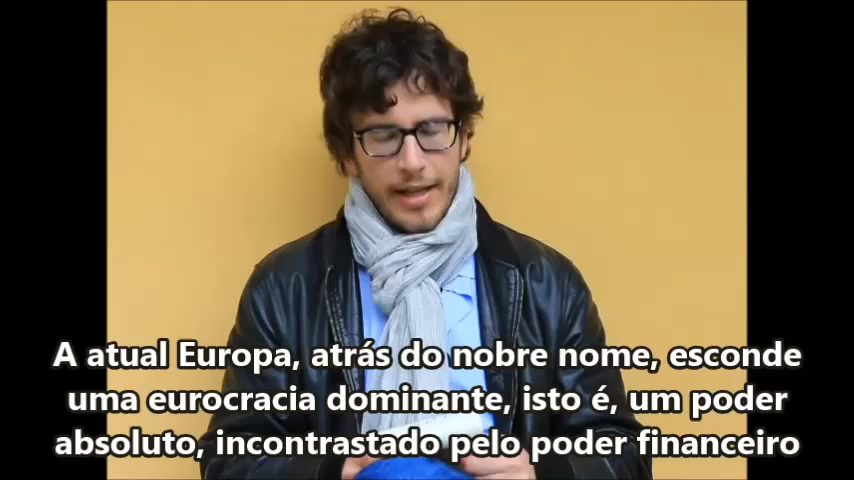 A atual Europa, atrás do nobre nome, esconde
uma eurocracia dominante, isto é, um poder
absoluto, incontrastado pelo poder financeiro